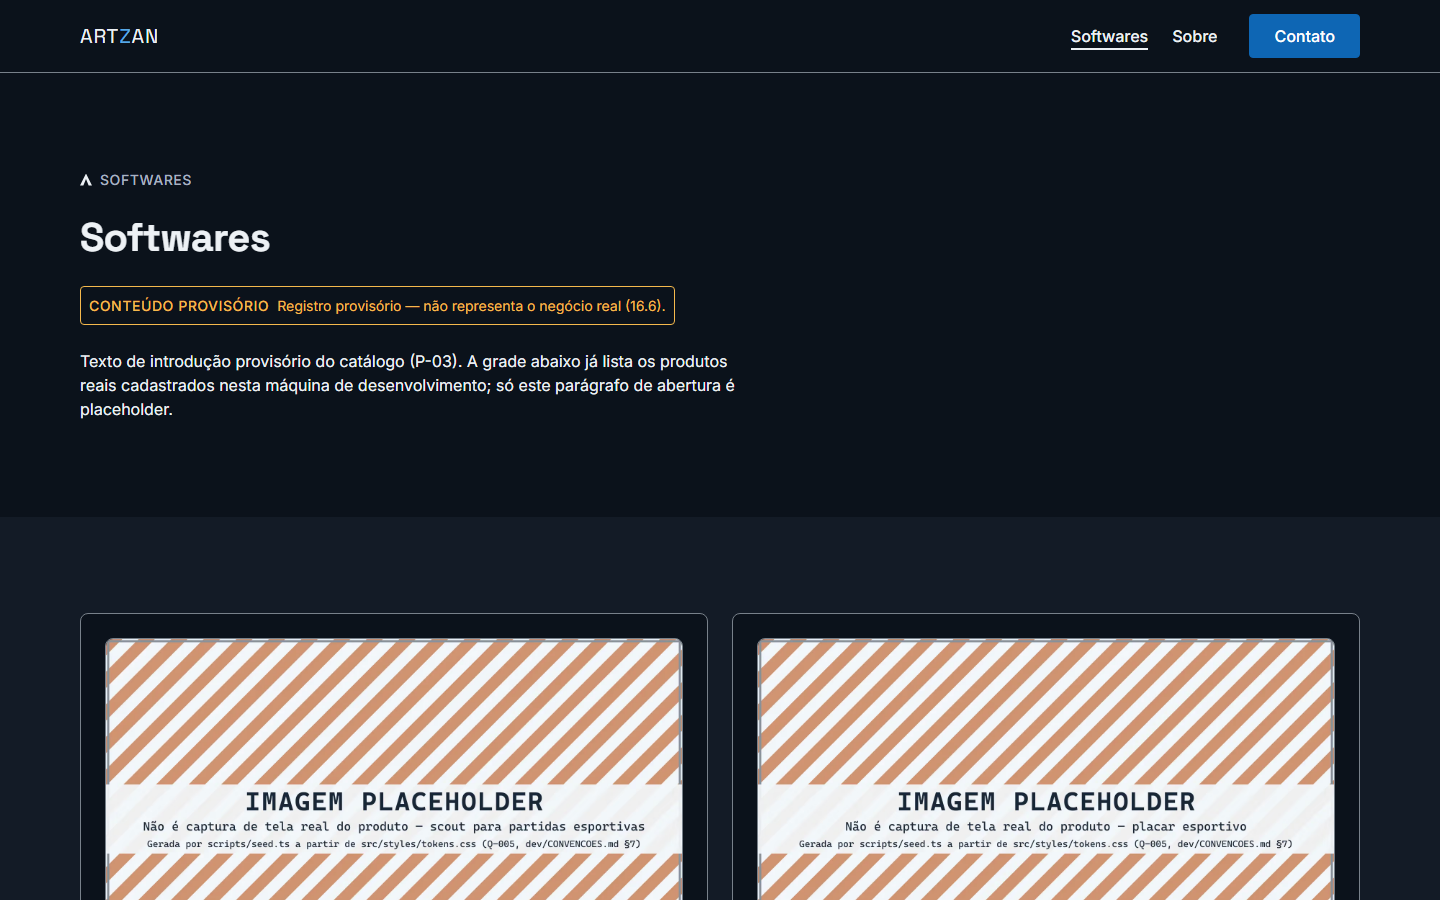 ARTZAN
Softwares
Sobre
Contato
SOFTWARES
Softwares
CONTEÚDO PROVISÓRIO Registro provisório — não representa o negócio real (16.6).
Texto de introdução provisório do catálogo (P-03). A grade abaixo já lista os produtos
reais cadastrados nesta máquina de desenvolvimento; só este parágrafo de abertura é
placeholder.
IMAGEM PLACEHOLDER
Não é captura de tela real do produto — scout para partidas esportivas
Gerada por scripts/seed.ts a partir de src/styles/tokens.css (Q-005, dev/CONVENCOES.md §7)
IMAGEM PLACEHOLDER
Não é captura de tela real do produto — placar esportivo
Gerada por scripts/seed.ts a partir de src/styles/tokens.css (Q-005, dev/CONVENCOES.md §7)